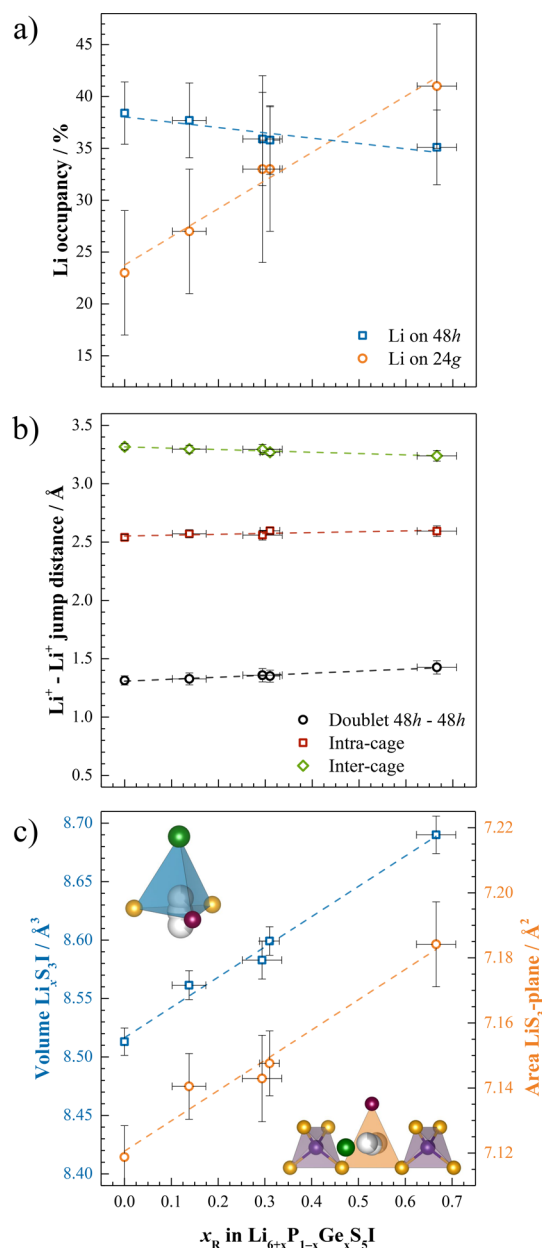 a)
45
40
35
30
25
20
15
Li occupancy / %
Li on 48h
Li on 24g
b)
3.5
3.0
2.5
2.0
1.5
1.0
0.5
Li⁺ - Li⁺ jump distance / Å
Doublet 48h - 48h
Intra-cage
Inter-cage
c)
8.70
8.65
8.60
8.55
8.50
8.45
8.40
Volume LiₓS₃I / Å³
7.22
7.20
7.18
7.16
7.14
7.12
Area LiS₃-plane / Å²
0.0 0.1 0.2 0.3 0.4 0.5 0.6 0.7
x_R in Li₆₊ₓP₁₋ₓGeₓS₅I